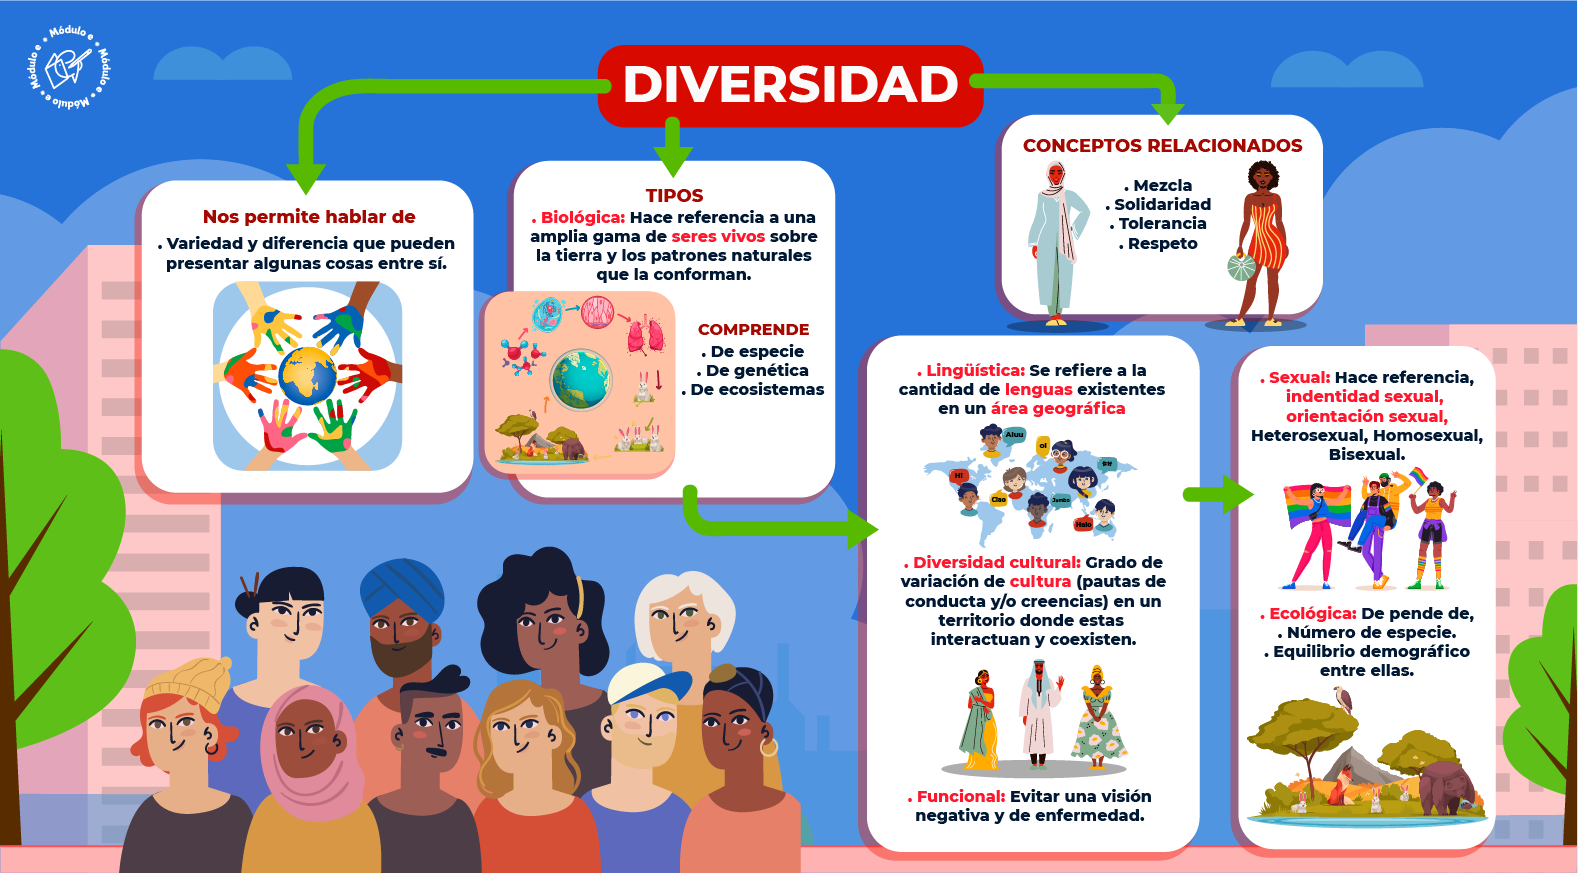 Módulo e • Módulo e • Módulo e • Módulo e •
DIVERSIDAD
Nos permite hablar de
. Variedad y diferencia que pueden
presentar algunas cosas entre sí.
TIPOS
. Biológica: Hace referencia a una
amplia gama de seres vivos sobre
la tierra y los patrones naturales
que la conforman.
COMPRENDE
. De especie
. De genética
. De ecosistemas
CONCEPTOS RELACIONADOS
. Mezcla
. Solidaridad
. Tolerancia
. Respeto
. Lingüística: Se refiere a la
cantidad de lenguas existentes
en un área geográfica
Aluu
oi
Hi
Ciao
Jambo
Halo
. Diversidad cultural: Grado de
variación de cultura (pautas de
conducta y/o creencias) en un
territorio donde estas
interactuan y coexisten.
. Funcional: Evitar una visión
negativa y de enfermedad.
. Sexual: Hace referencia,
indentidad sexual,
orientación sexual,
Heterosexual, Homosexual,
Bisexual.
. Ecológica: De pende de,
. Número de especie.
. Equilibrio demográfico
entre ellas.